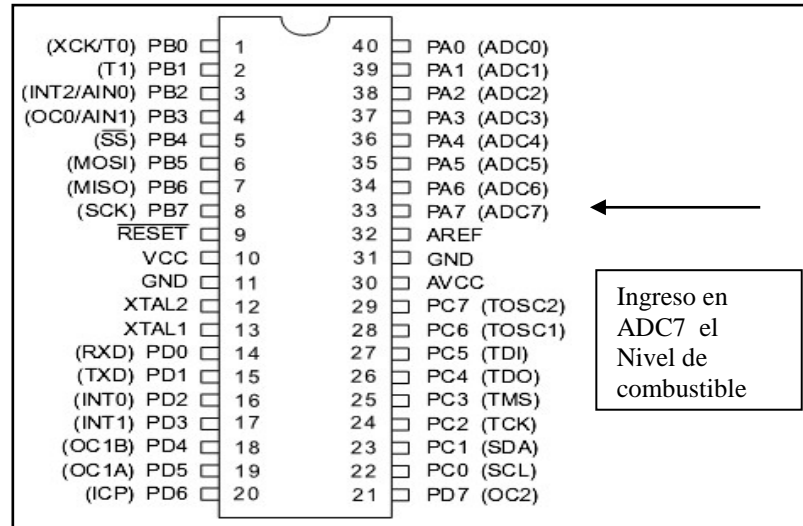 (XCK/T0) PB0 1 40 PA0 (ADC0)
(T1) PB1 2 39 PA1 (ADC1)
(INT2/AIN0) PB2 3 38 PA2 (ADC2)
(OC0/AIN1) PB3 4 37 PA3 (ADC3)
(SS) PB4 5 36 PA4 (ADC4)
(MOSI) PB5 6 35 PA5 (ADC5)
(MISO) PB6 7 34 PA6 (ADC6)
(SCK) PB7 8 33 PA7 (ADC7)
RESET 9 32 AREF
VCC 10 31 GND
GND 11 30 AVCC
XTAL2 12 29 PC7 (TOSC2)
XTAL1 13 28 PC6 (TOSC1)
(RXD) PD0 14 27 PC5 (TDI)
(TXD) PD1 15 26 PC4 (TDO)
(INT0) PD2 16 25 PC3 (TMS)
(INT1) PD3 17 24 PC2 (TCK)
(OC1B) PD4 18 23 PC1 (SDA)
(OC1A) PD5 19 22 PC0 (SCL)
(ICP) PD6 20 21 PD7 (OC2)
Ingreso en
ADC7 el
Nivel de
combustible